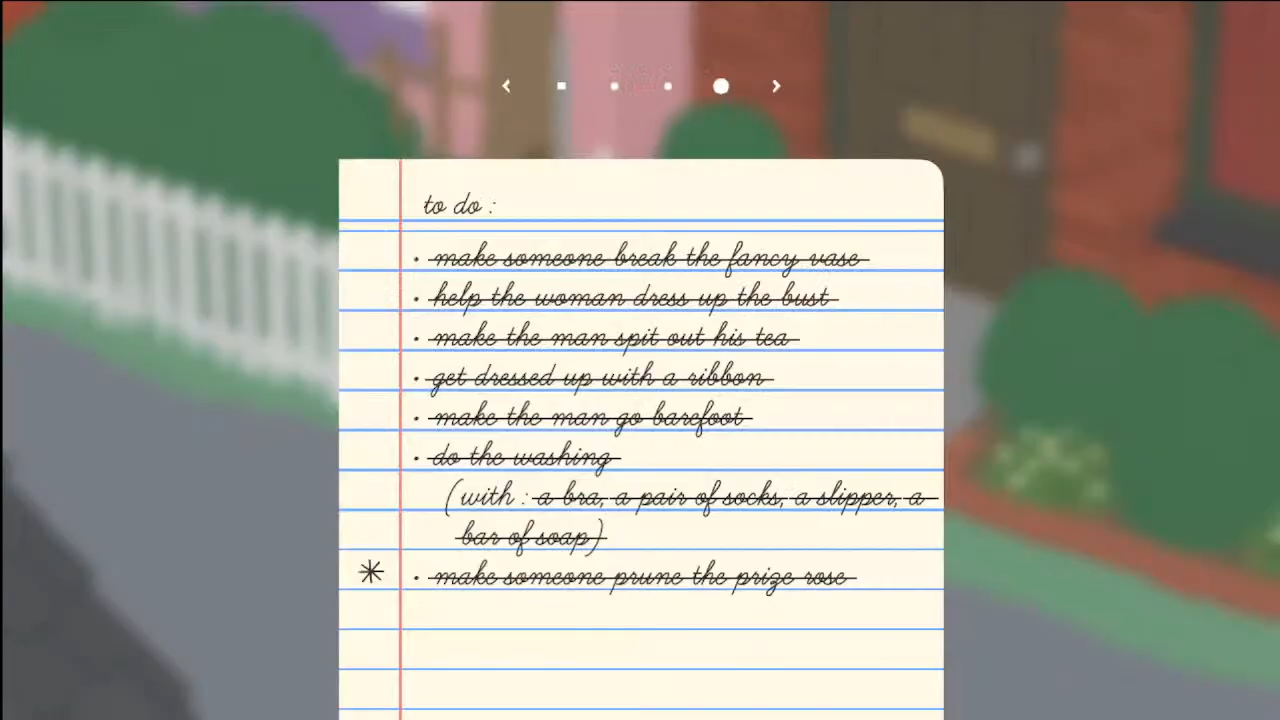 to do :
• make someone break the fancy vase
• help the woman dress up the bust
• make the man spit out his tea
• get dressed up with a ribbon
• make the man go barefoot
• do the washing
(with : a bra, a pair of socks, a slipper, a
bar of soap)
• make someone prune the prize rose